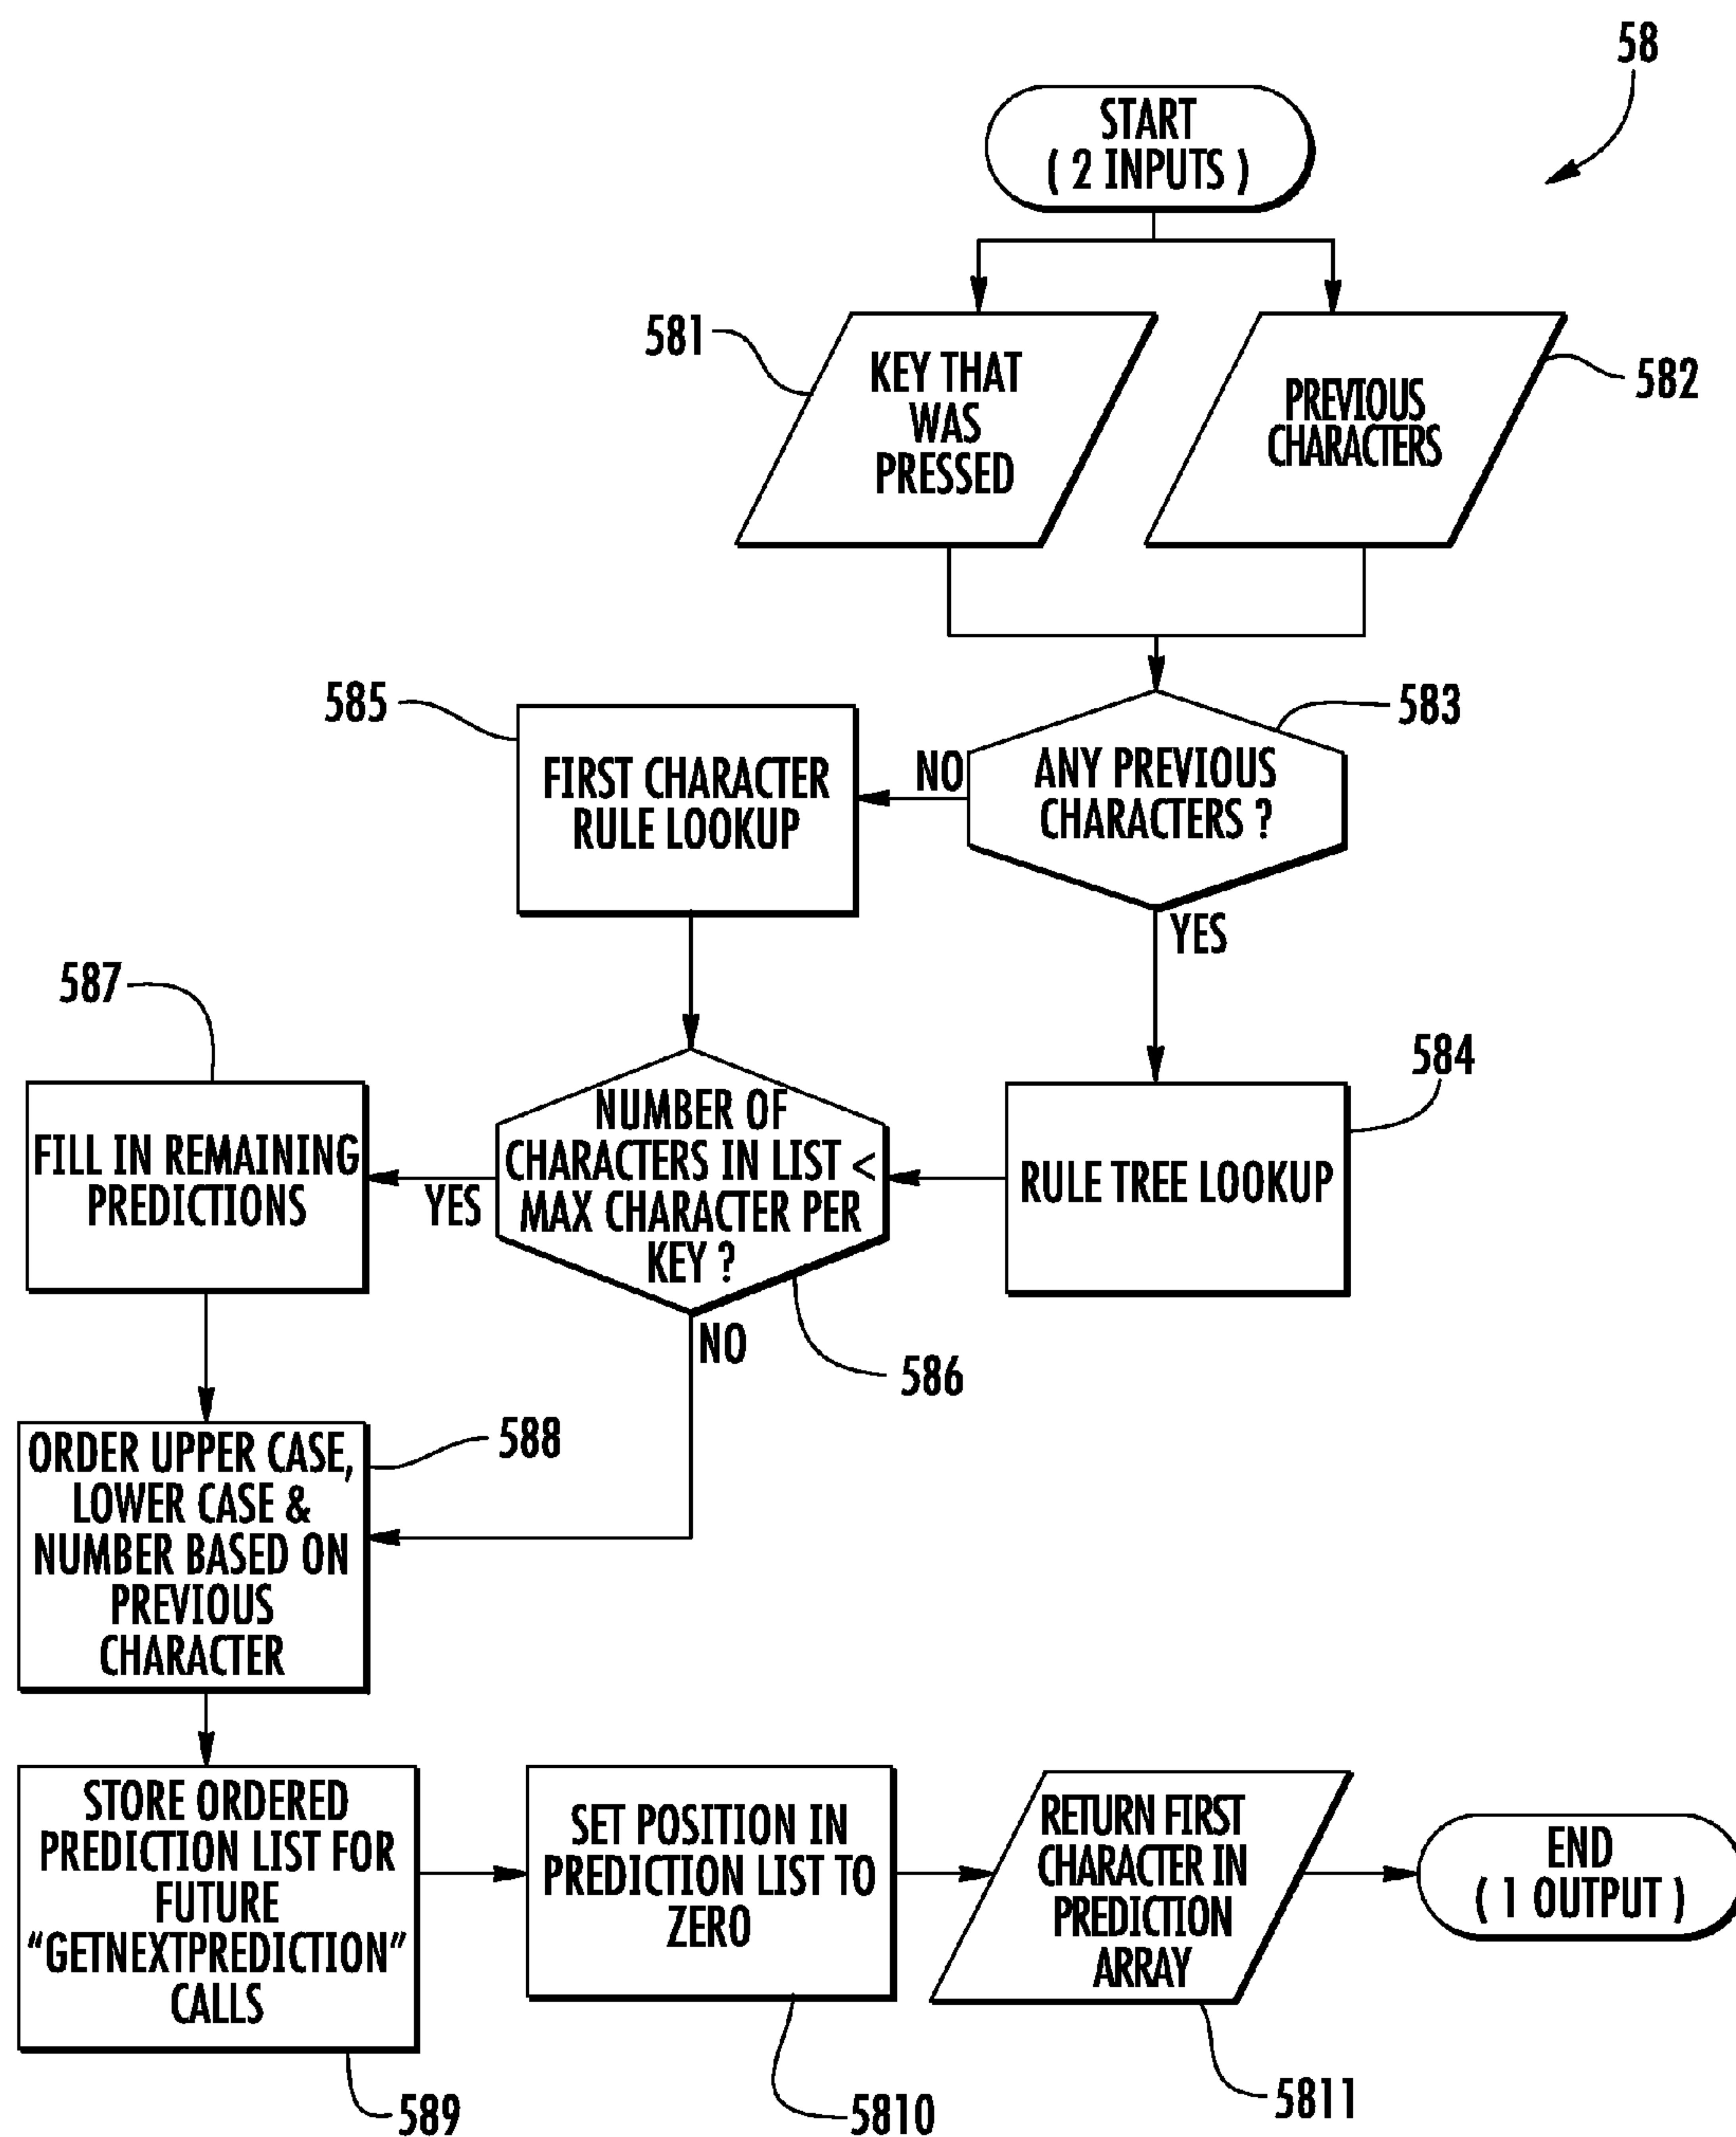 58
START
( 2 INPUTS )
581
KEY THAT
WAS
PRESSED
PREVIOUS
CHARACTERS
582
585
FIRST CHARACTER
RULE LOOKUP
NO
ANY PREVIOUS
CHARACTERS ?
583
YES
587
FILL IN REMAINING
PREDICTIONS
YES
NUMBER OF
CHARACTERS IN LIST <
MAX CHARACTER PER
KEY ?
584
RULE TREE LOOKUP
NO
586
ORDER UPPER CASE,
LOWER CASE &
NUMBER BASED ON
PREVIOUS
CHARACTER
588
STORE ORDERED
PREDICTION LIST FOR
FUTURE
"GETNEXTPREDICTION"
CALLS
SET POSITION IN
PREDICTION LIST TO
ZERO
RETURN FIRST
CHARACTER IN
PREDICTION
ARRAY
END
( 1 OUTPUT )
589
5810
5811